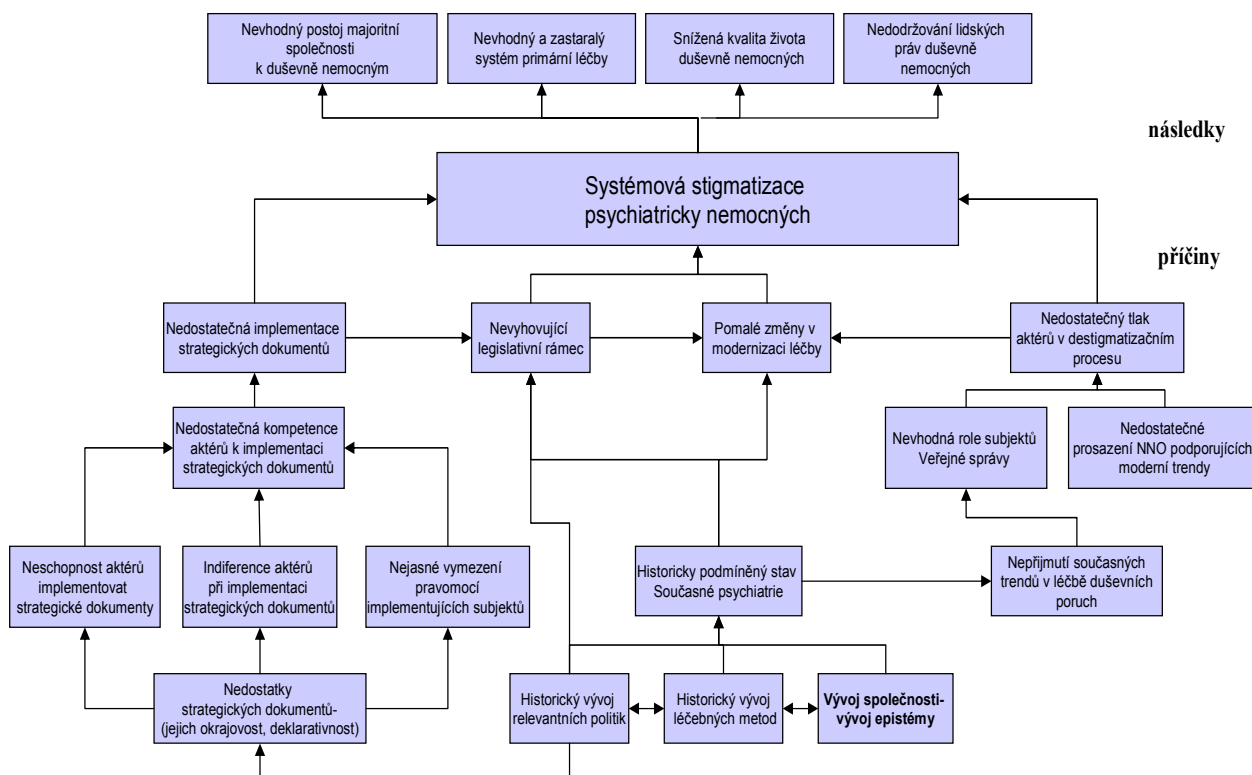 Nevhodný postoj majoritní
společnosti
k duševně nemocným
Nevhodný a zastaralý
systém primární léčby
Snížená kvalita života
duševně nemocných
Nedodržování lidských
práv duševně
nemocných
následky
Systémová stigmatizace
psychiatricky nemocných
příčiny
Nedostatečná implementace
strategických dokumentů
Nevyhovující
legislativní rámec
Pomalé změny v
modernizaci léčby
Nedostatečný tlak
aktérů v destigmatizačním
procesu
Nedostatečná kompetence
aktérů k implementaci
strategických dokumentů
Nevhodná role subjektů
Veřejné správy
Nedostatečné
prosazení NNO podporujících
moderní trendy
Neschopnost aktérů
implementovat
strategické dokumenty
Indiference aktérů
při implementaci
strategických dokumentů
Nejasné vymezení
pravomocí
implementujících subjektů
Historicky podmíněný stav
Současné psychiatrie
Nepřijmutí současných
trendů v léčbě duševních
poruch
Nedostatky
strategických dokumentů-
(jejich okrajovost, deklarativnost)
Historický vývoj
relevantních politik
Historický vývoj
léčebných metod
Vývoj společnosti-
vývoj epistémy